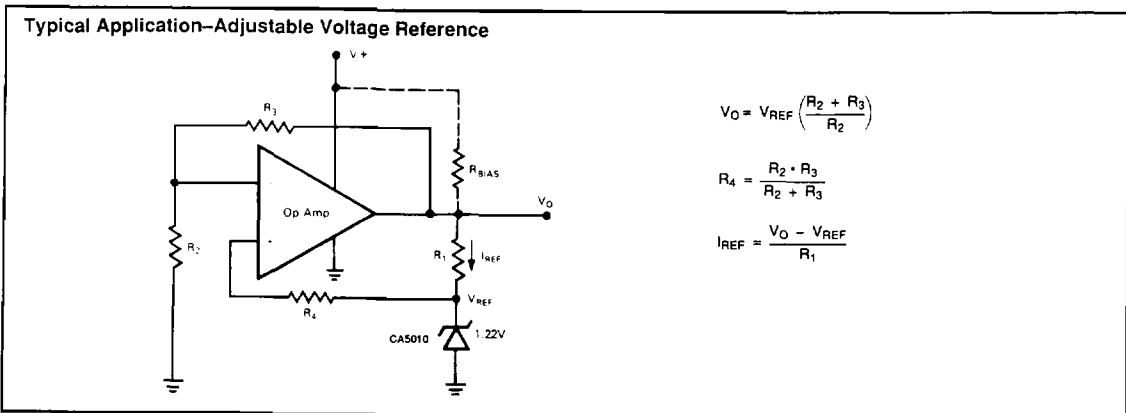 Typical Application–Adjustable Voltage Reference
V+
R3
RBIAS
Op Amp
VO
R2
+
R1
IREF
R4
VREF
CA5010
1.22V
VO = VREF ((R2 + R3) / R2)
R4 = (R2 • R3) / (R2 + R3)
IREF = (VO − VREF) / R1